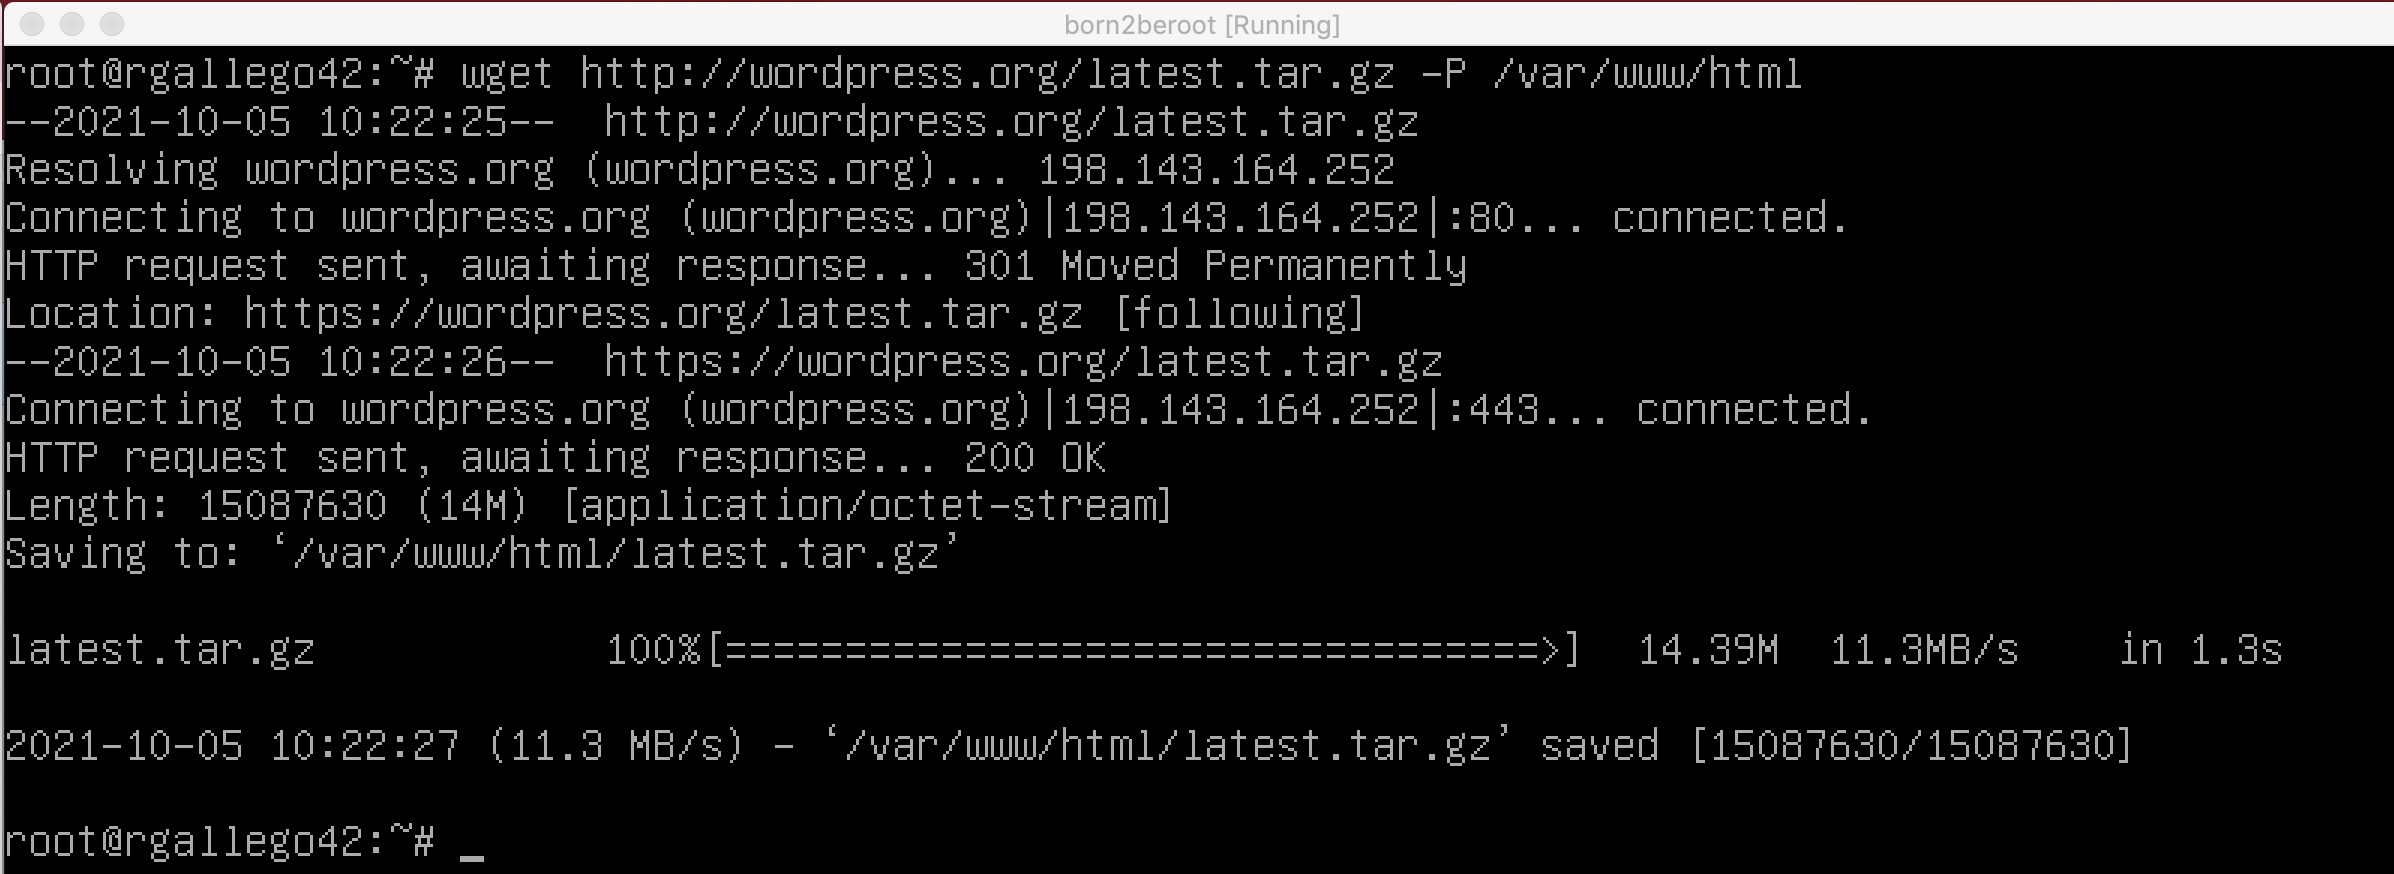 born2beroot [Running]
root@rgallego42:~# wget http://wordpress.org/latest.tar.gz -P /var/www/html
--2021-10-05 10:22:25--  http://wordpress.org/latest.tar.gz
Resolving wordpress.org (wordpress.org)... 198.143.164.252
Connecting to wordpress.org (wordpress.org)|198.143.164.252|:80... connected.
HTTP request sent, awaiting response... 301 Moved Permanently
Location: https://wordpress.org/latest.tar.gz [following]
--2021-10-05 10:22:26--  https://wordpress.org/latest.tar.gz
Connecting to wordpress.org (wordpress.org)|198.143.164.252|:443... connected.
HTTP request sent, awaiting response... 200 OK
Length: 15087630 (14M) [application/octet-stream]
Saving to: ‘/var/www/html/latest.tar.gz’
latest.tar.gz            100%[==================================>]  14.39M  11.3MB/s    in 1.3s
2021-10-05 10:22:27 (11.3 MB/s) - ‘/var/www/html/latest.tar.gz’ saved [15087630/15087630]
root@rgallego42:~# _